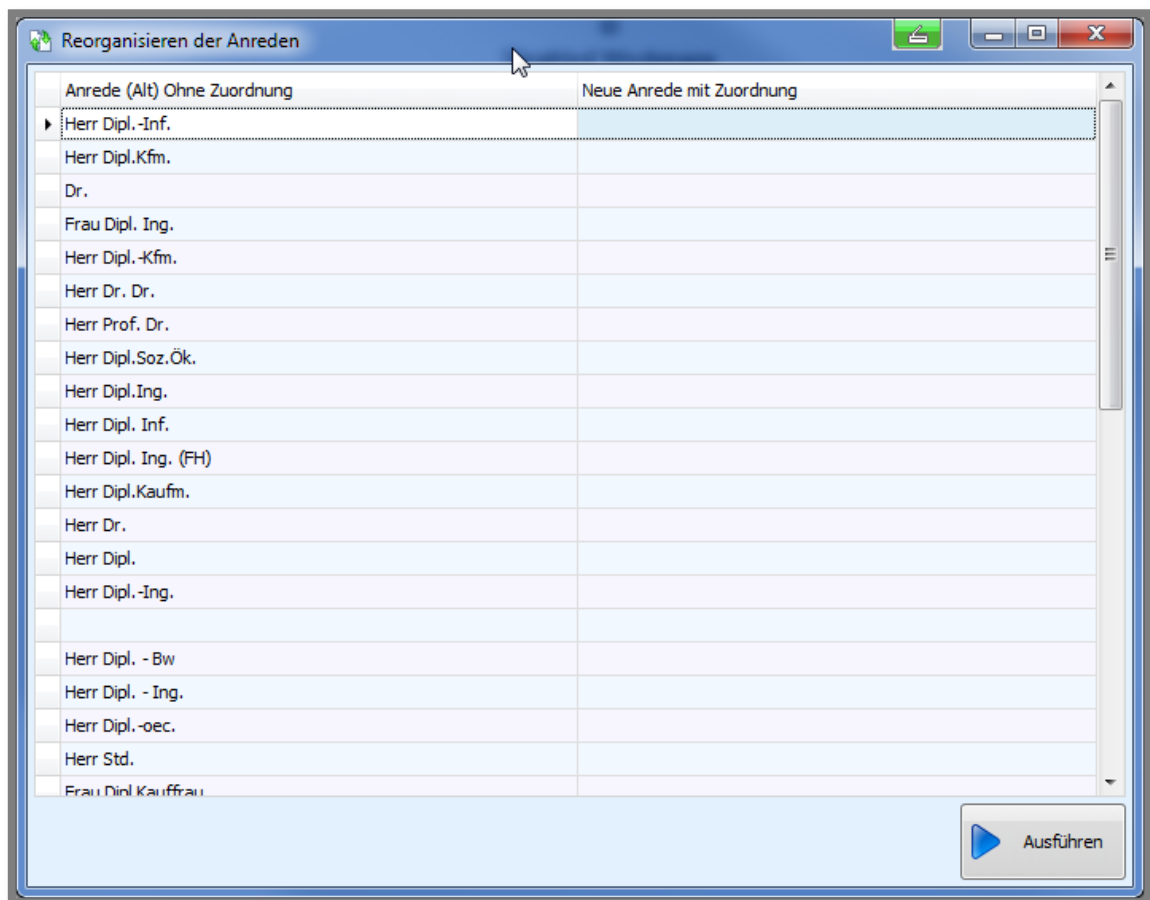 Reorganisieren der Anreden
Anrede (Alt) Ohne Zuordnung Neue Anrede mit Zuordnung
Herr Dipl.-Inf.
Herr Dipl.Kfm.
Dr.
Frau Dipl. Ing.
Herr Dipl.-Kfm.
Herr Dr. Dr.
Herr Prof. Dr.
Herr Dipl.Soz.Ök.
Herr Dipl.Ing.
Herr Dipl. Inf.
Herr Dipl. Ing. (FH)
Herr Dipl.Kaufm.
Herr Dr.
Herr Dipl.
Herr Dipl.-Ing.
Herr Dipl. - Bw
Herr Dipl. - Ing.
Herr Dipl.-oec.
Herr Std.
Frau Dipl.Kauffrau
Ausführen